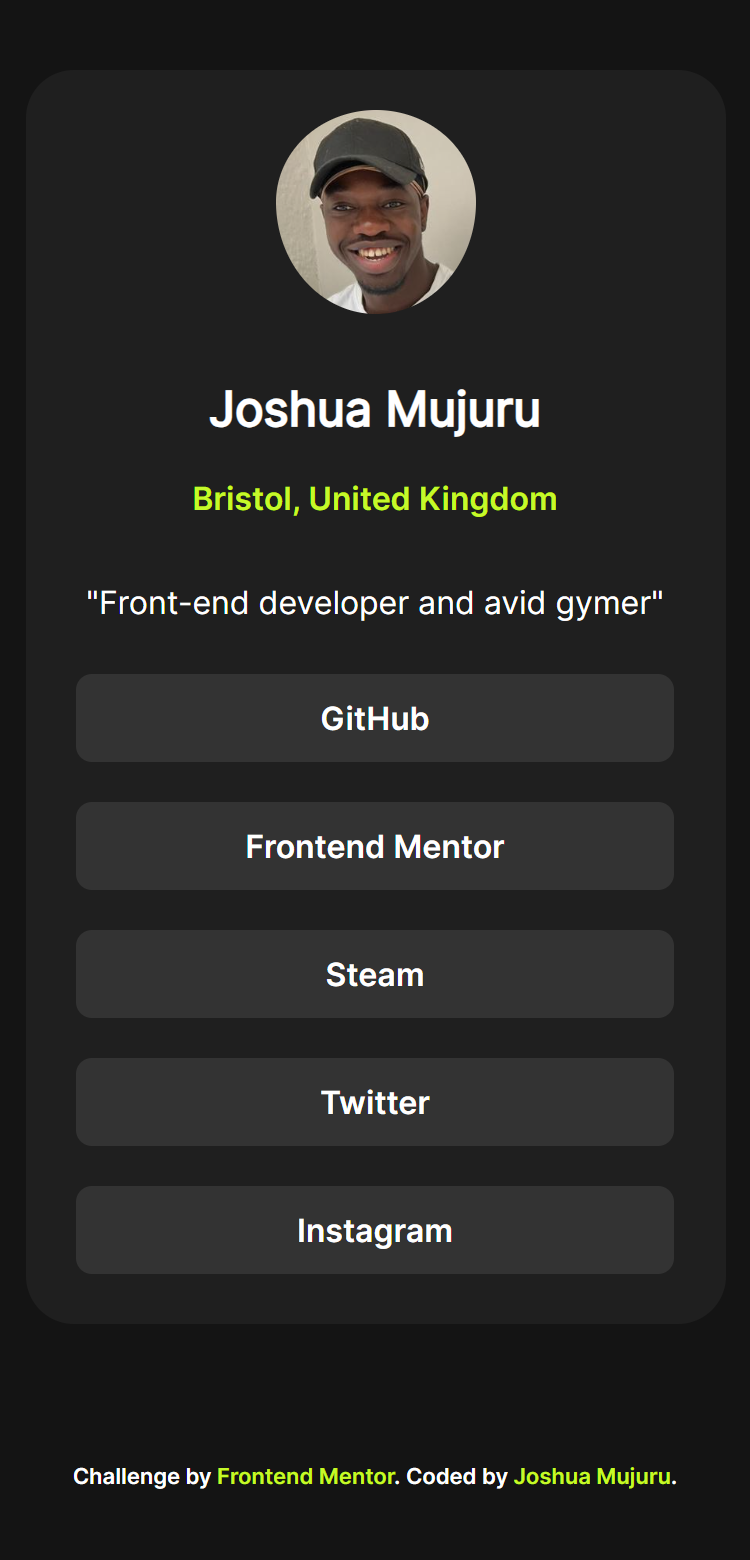 Joshua Mujuru
Bristol, United Kingdom
"Front-end developer and avid gymer"
GitHub
Frontend Mentor
Steam
Twitter
Instagram
Challenge by Frontend Mentor. Coded by Joshua Mujuru.